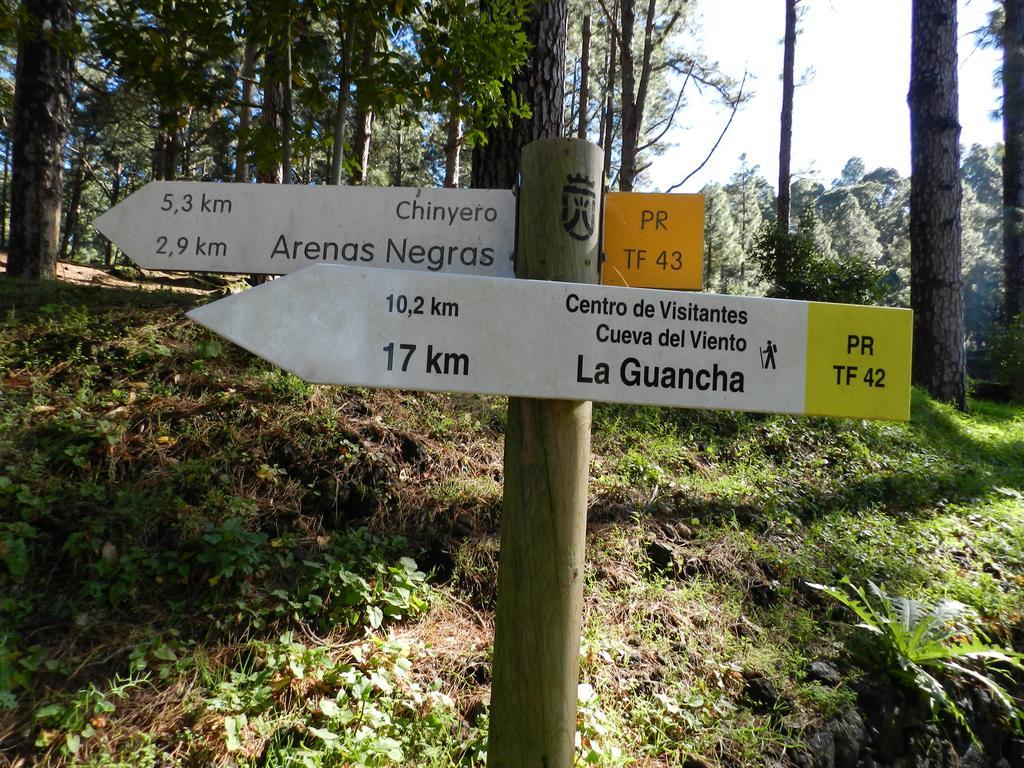 5,3 km Chinyero
2,9 km Arenas Negras
PR
TF 43
10,2 km Centro de Visitantes
Cueva del Viento
17 km La Guancha
PR
TF 42